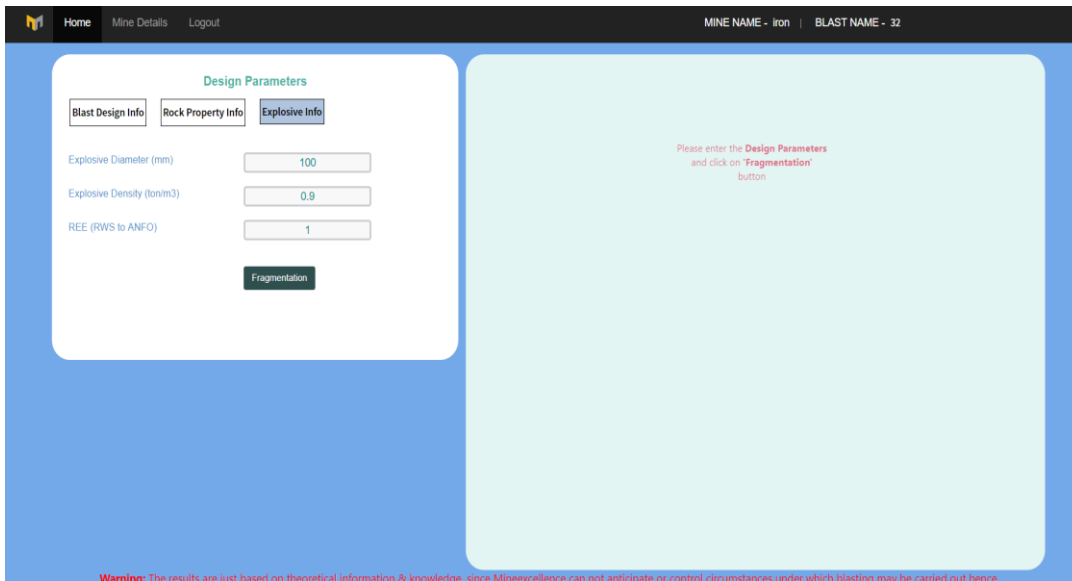 Home Mine Details Logout MINE NAME - iron | BLAST NAME - 32
Design Parameters
Blast Design Info Rock Property Info Explosive Info
Explosive Diameter (mm) 100
Explosive Density (ton/m3) 0.9
REE (RWS to ANFO) 1
Fragmentation
Please enter the Design Parameters
and click on "Fragmentation"
button
Warning: The results are just based on theoretical information & knowledge, since Mineexcellence can not anticipate or control circumstances under which blasting may be carried out hence